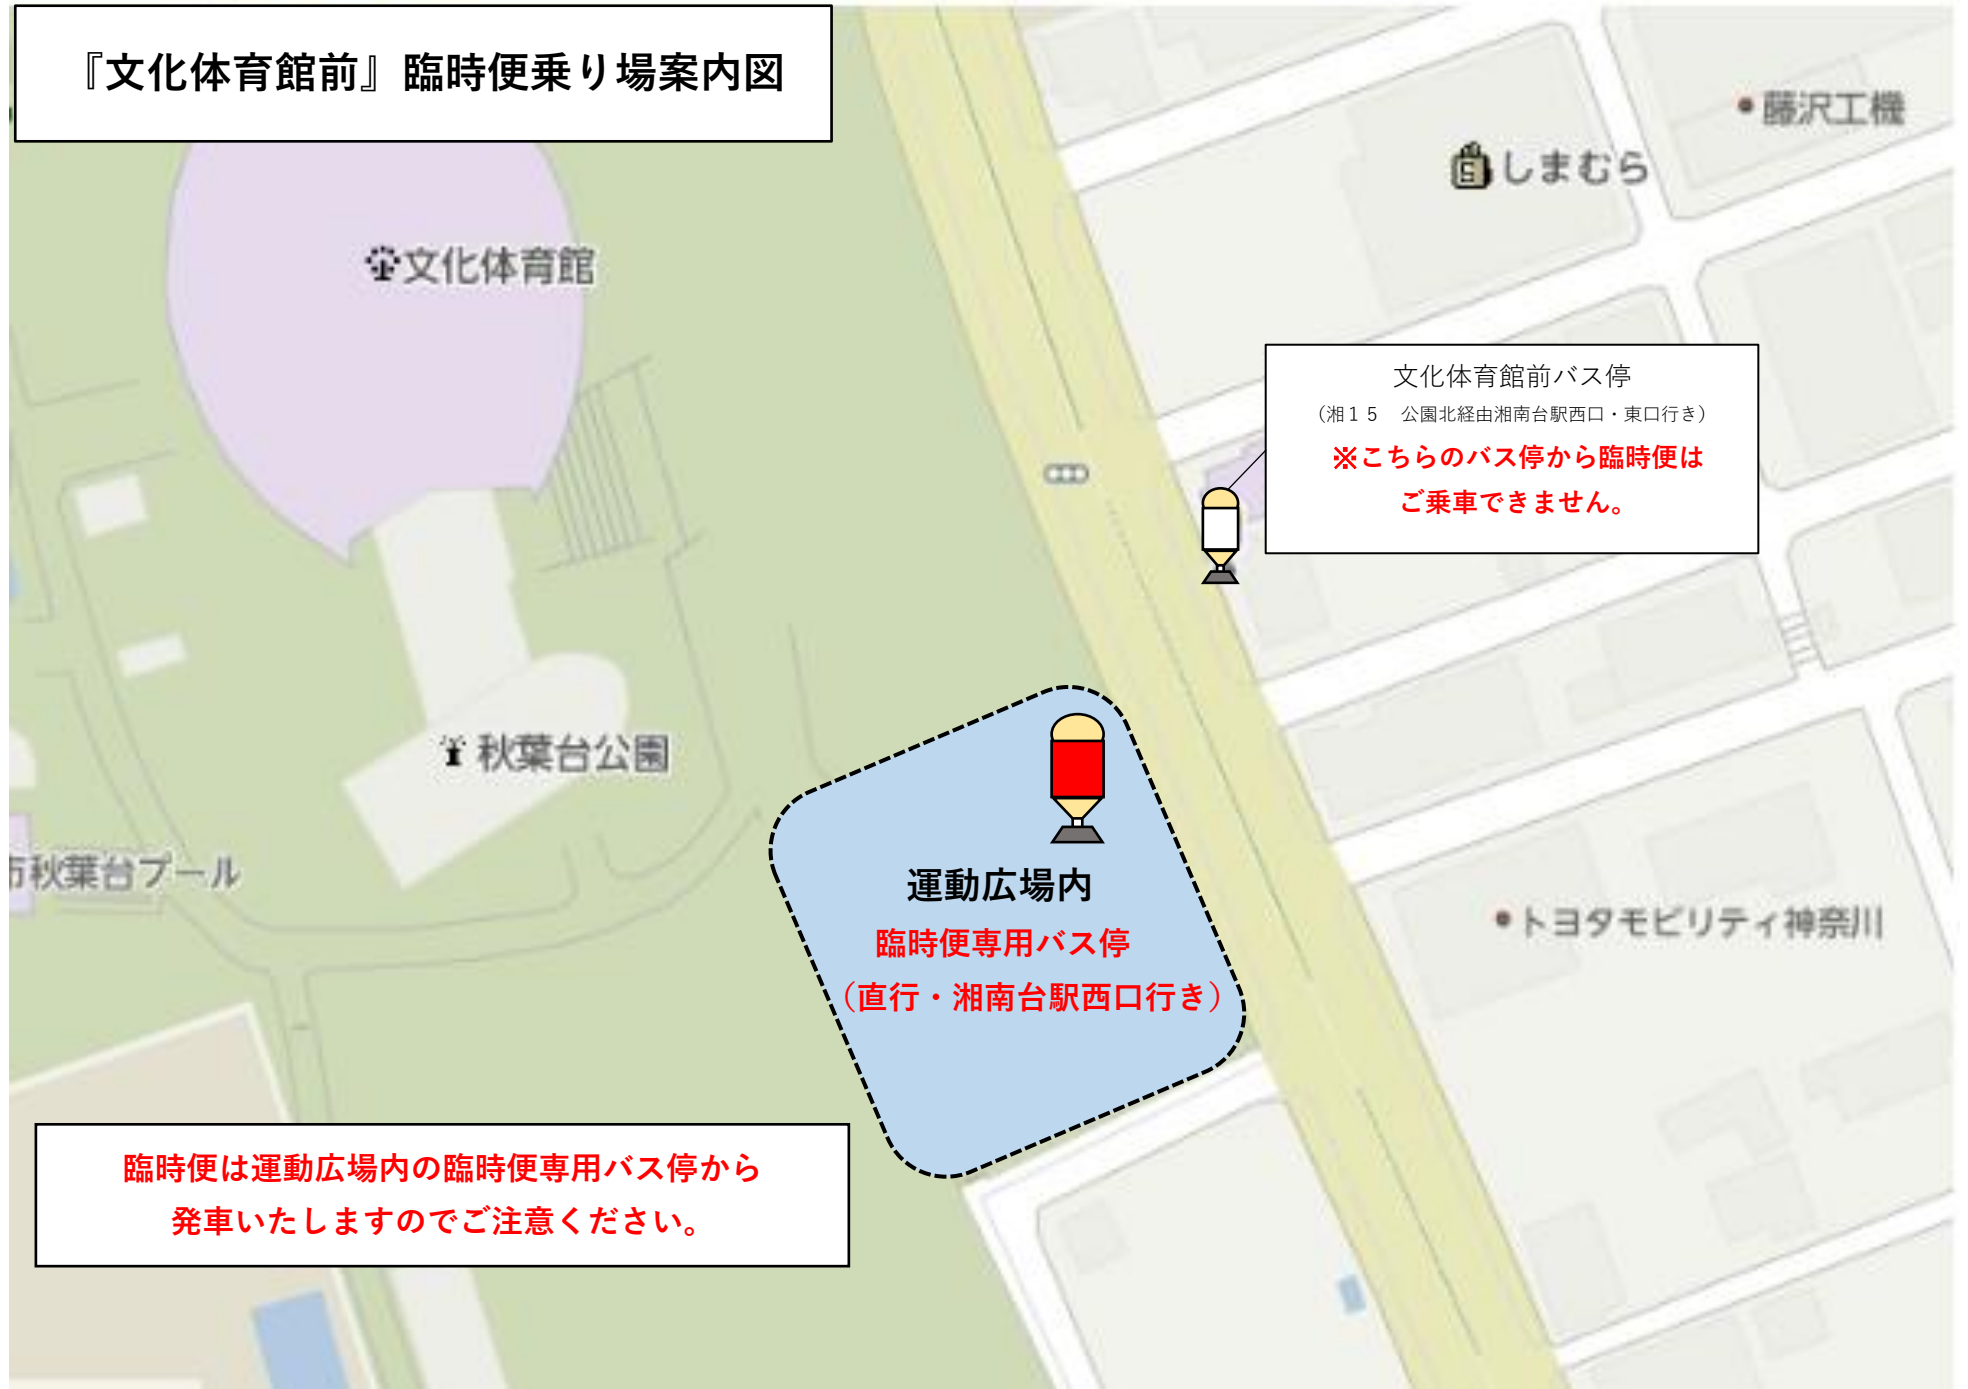 『文化体育館前』臨時便乗り場案内図
藤沢工機
しまむら
文化体育館
文化体育館前バス停
（湘１５　公園北経由湘南台駅西口・東口行き）
※こちらのバス停から臨時便は
ご乗車できません。
秋葉台公園
市秋葉台プール
運動広場内
臨時便専用バス停
（直行・湘南台駅西口行き）
トヨタモビリティ神奈川
臨時便は運動広場内の臨時便専用バス停から
発車いたしますのでご注意ください。